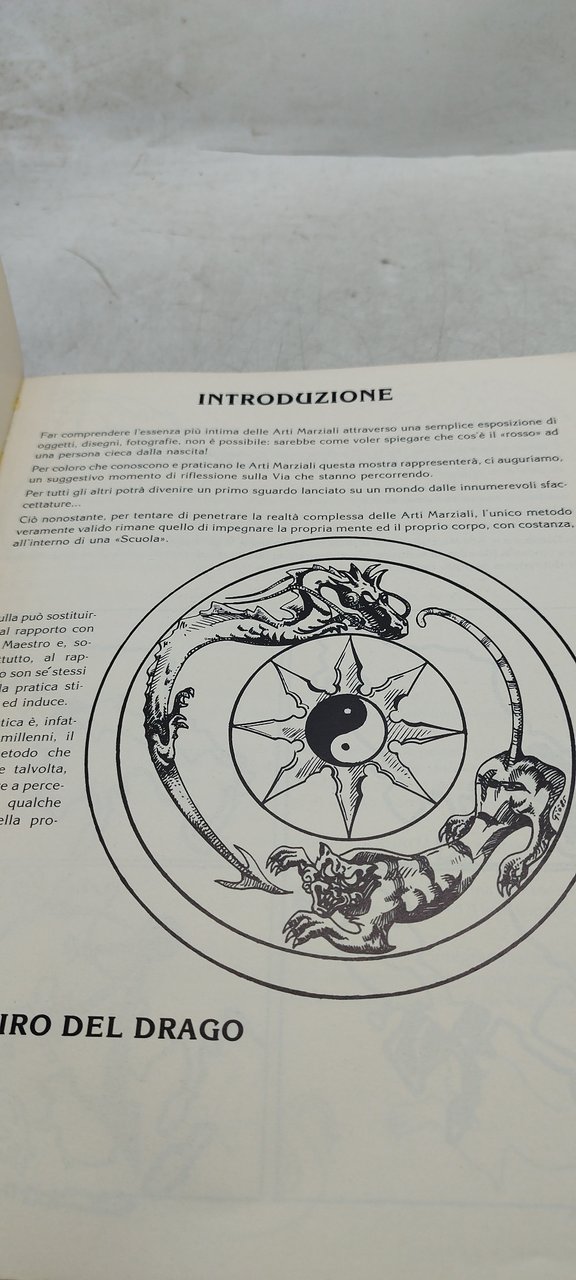 INTRODUZIONE
Far comprendere l'essenza più intima delle Arti Marziali attraverso una semplice esposizione di
oggetti, disegni, fotografie, non è possibile: sarebbe come voler spiegare che cos'è il «rosso» ad
una persona cieca dalla nascita!
Per coloro che conoscono e praticano le Arti Marziali questa mostra rappresenterà, ci auguriamo,
un suggestivo momento di riflessione sulla Via che stanno percorrendo.
Per tutti gli altri potrà divenire un primo sguardo lanciato su un mondo dalle innumerevoli sfac-
cettature...
Ciò nonostante, per tentare di penetrare la realtà complessa delle Arti Marziali, l'unico metodo
veramente valido rimane quello di impegnare la propria mente ed il proprio corpo, con costanza,
all'interno di una «Scuola».
ulla può sostituir-
al rapporto con
Maestro e, so-
tutto, al rap-
o son sé stessi
la pratica sti-
ed induce.
tica è, infat-
millenni, il
etodo che
e talvolta,
re a perce-
qualche
ella pro-
IRO DEL DRAGO